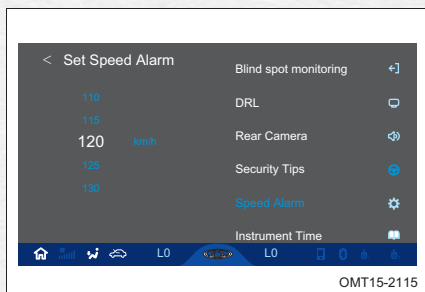 < Set Speed Alarm
110
115
120 km/h
125
130
Blind spot monitoring
DRL
Rear Camera
Security Tips
Speed Alarm
Instrument Time
L0 L0
OMT15-2115